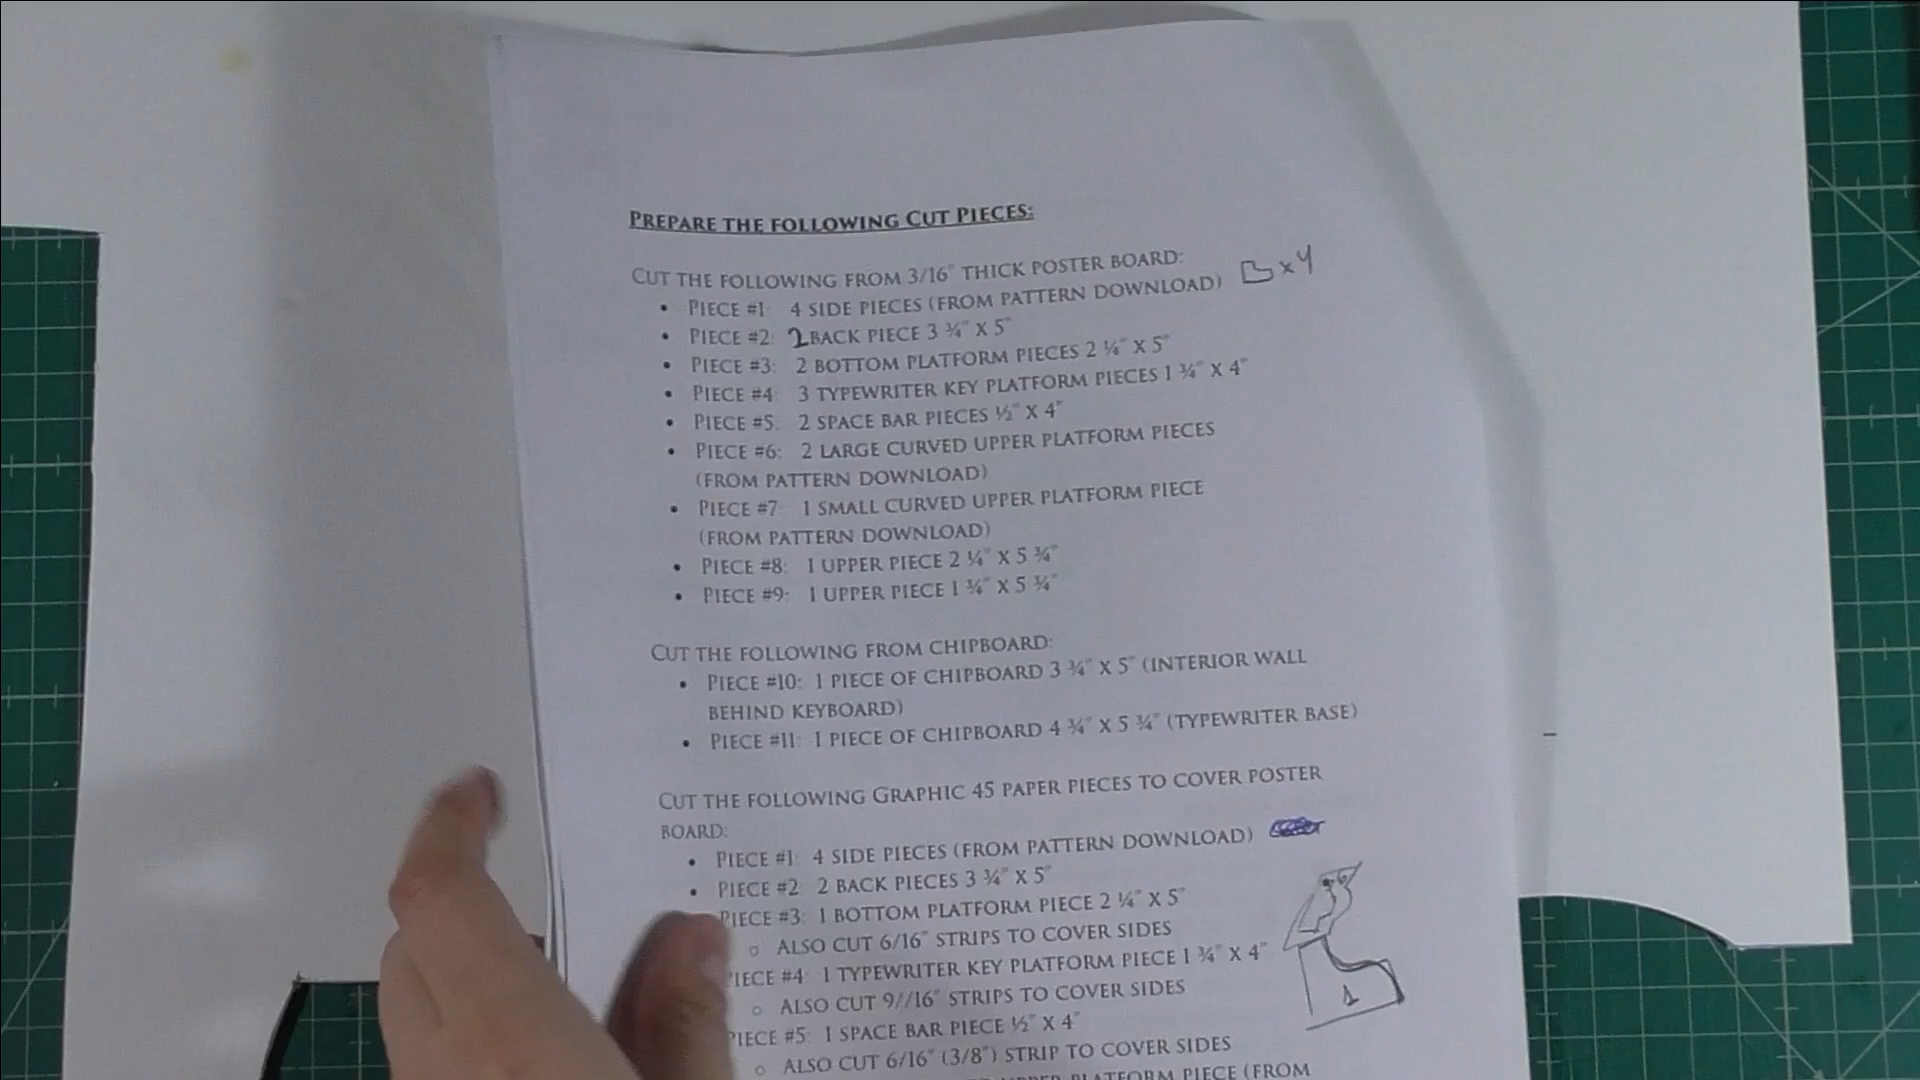 PREPARE THE FOLLOWING CUT PIECES:
CUT THE FOLLOWING FROM 3/16" THICK POSTER BOARD:
• PIECE #1: 4 SIDE PIECES (FROM PATTERN DOWNLOAD) x4
• PIECE #2: 2 BACK PIECE 3 ¾" X 5"
• PIECE #3: 2 BOTTOM PLATFORM PIECES 2 ¼" X 5"
• PIECE #4: 3 TYPEWRITER KEY PLATFORM PIECES 1 ¾" X 4"
• PIECE #5: 2 SPACE BAR PIECES ½" X 4"
• PIECE #6: 2 LARGE CURVED UPPER PLATFORM PIECES
(FROM PATTERN DOWNLOAD)
• PIECE #7: 1 SMALL CURVED UPPER PLATFORM PIECE
(FROM PATTERN DOWNLOAD)
• PIECE #8: 1 UPPER PIECE 2 ¼" X 5 ¾"
• PIECE #9: 1 UPPER PIECE 1 ¾" X 5 ¾"
CUT THE FOLLOWING FROM CHIPBOARD:
• PIECE #10: 1 PIECE OF CHIPBOARD 3 ¾" X 5" (INTERIOR WALL
BEHIND KEYBOARD)
• PIECE #11: 1 PIECE OF CHIPBOARD 4 ¾" X 5 ¾" (TYPEWRITER BASE)
CUT THE FOLLOWING GRAPHIC 45 PAPER PIECES TO COVER POSTER
BOARD:
• PIECE #1: 4 SIDE PIECES (FROM PATTERN DOWNLOAD)
• PIECE #2: 2 BACK PIECES 3 ¾" X 5"
PIECE #3: 1 BOTTOM PLATFORM PIECE 2 ¼" X 5"
o ALSO CUT 6/16" STRIPS TO COVER SIDES
PIECE #4: 1 TYPEWRITER KEY PLATFORM PIECE 1 ¾" X 4"
o ALSO CUT 9//16" STRIPS TO COVER SIDES
PIECE #5: 1 SPACE BAR PIECE ½" X 4"
o ALSO CUT 6/16" (3/8") STRIP TO COVER SIDES
PLATFORM PIECE (FROM
1